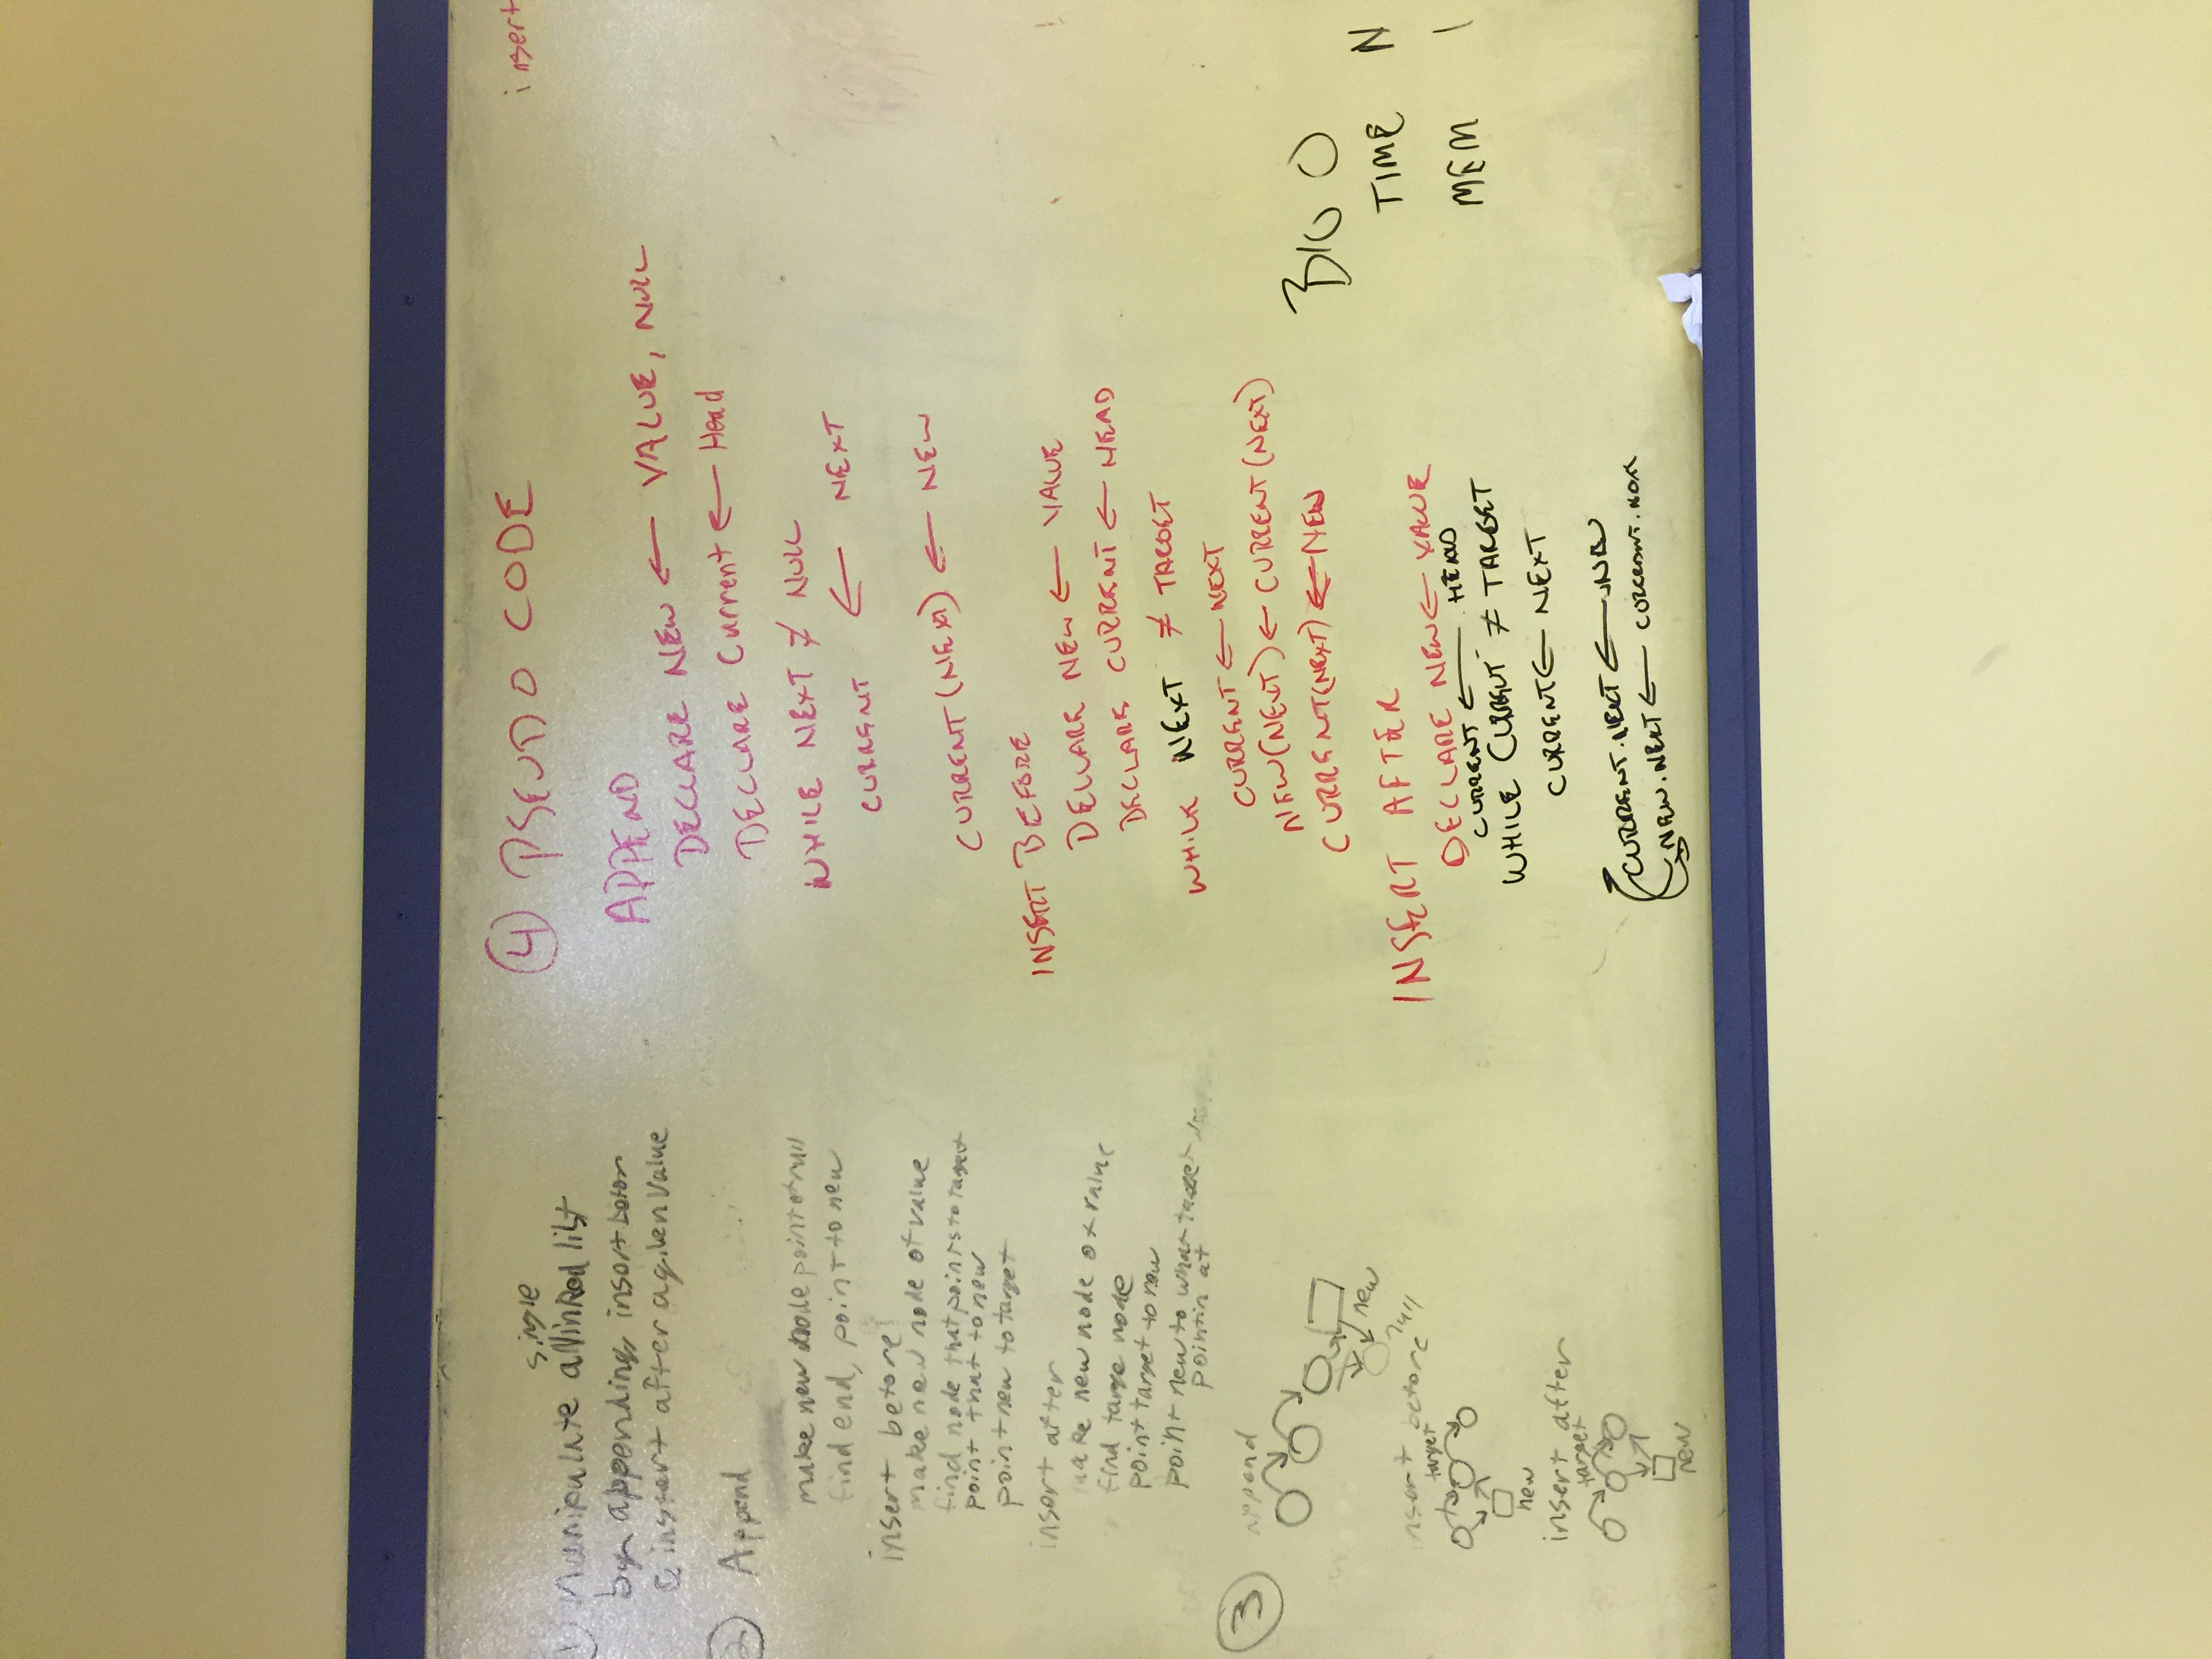 single
① Manipulate a linked list
by appending, insert before
& instert after a given value
② Append
make new node point at null
find end, point to new
insert before
make new node of value
find node that points to target
point that to new
point new to target
insert after
make new node of value
find targe node
point target to new
point new to what target
pointin at
③ append
new
null
insert before
target
new
insert after
target
new
④ PSEUDO CODE
APPEND
DECLARE NEW ← VALUE, NULL
DECLARE Current ← Head
WHILE NEXT ≠ NULL
CURRENT ← NEXT
CURRENT (NEXT) ← NEW
INSERT BEFORE
DECLARE NEW ← VALUE
DECLARE CURRENT ← HEAD
WHILE NEXT ≠ TARGET
CURRENT ← NEXT
NEW(NEXT) ← CURRENT (NEXT)
CURRENT(NEXT) ← NEW
INSERT AFTER
DECLARE NEW ← VALUE
CURRENT ← HEAD
WHILE CURRENT ≠ TARGET
CURRENT ← NEXT
CURRENT.NEXT ← NEW
NEW.NEXT ← CURRENT.NEXT
insert
BIG O
TIME N
MEM 1